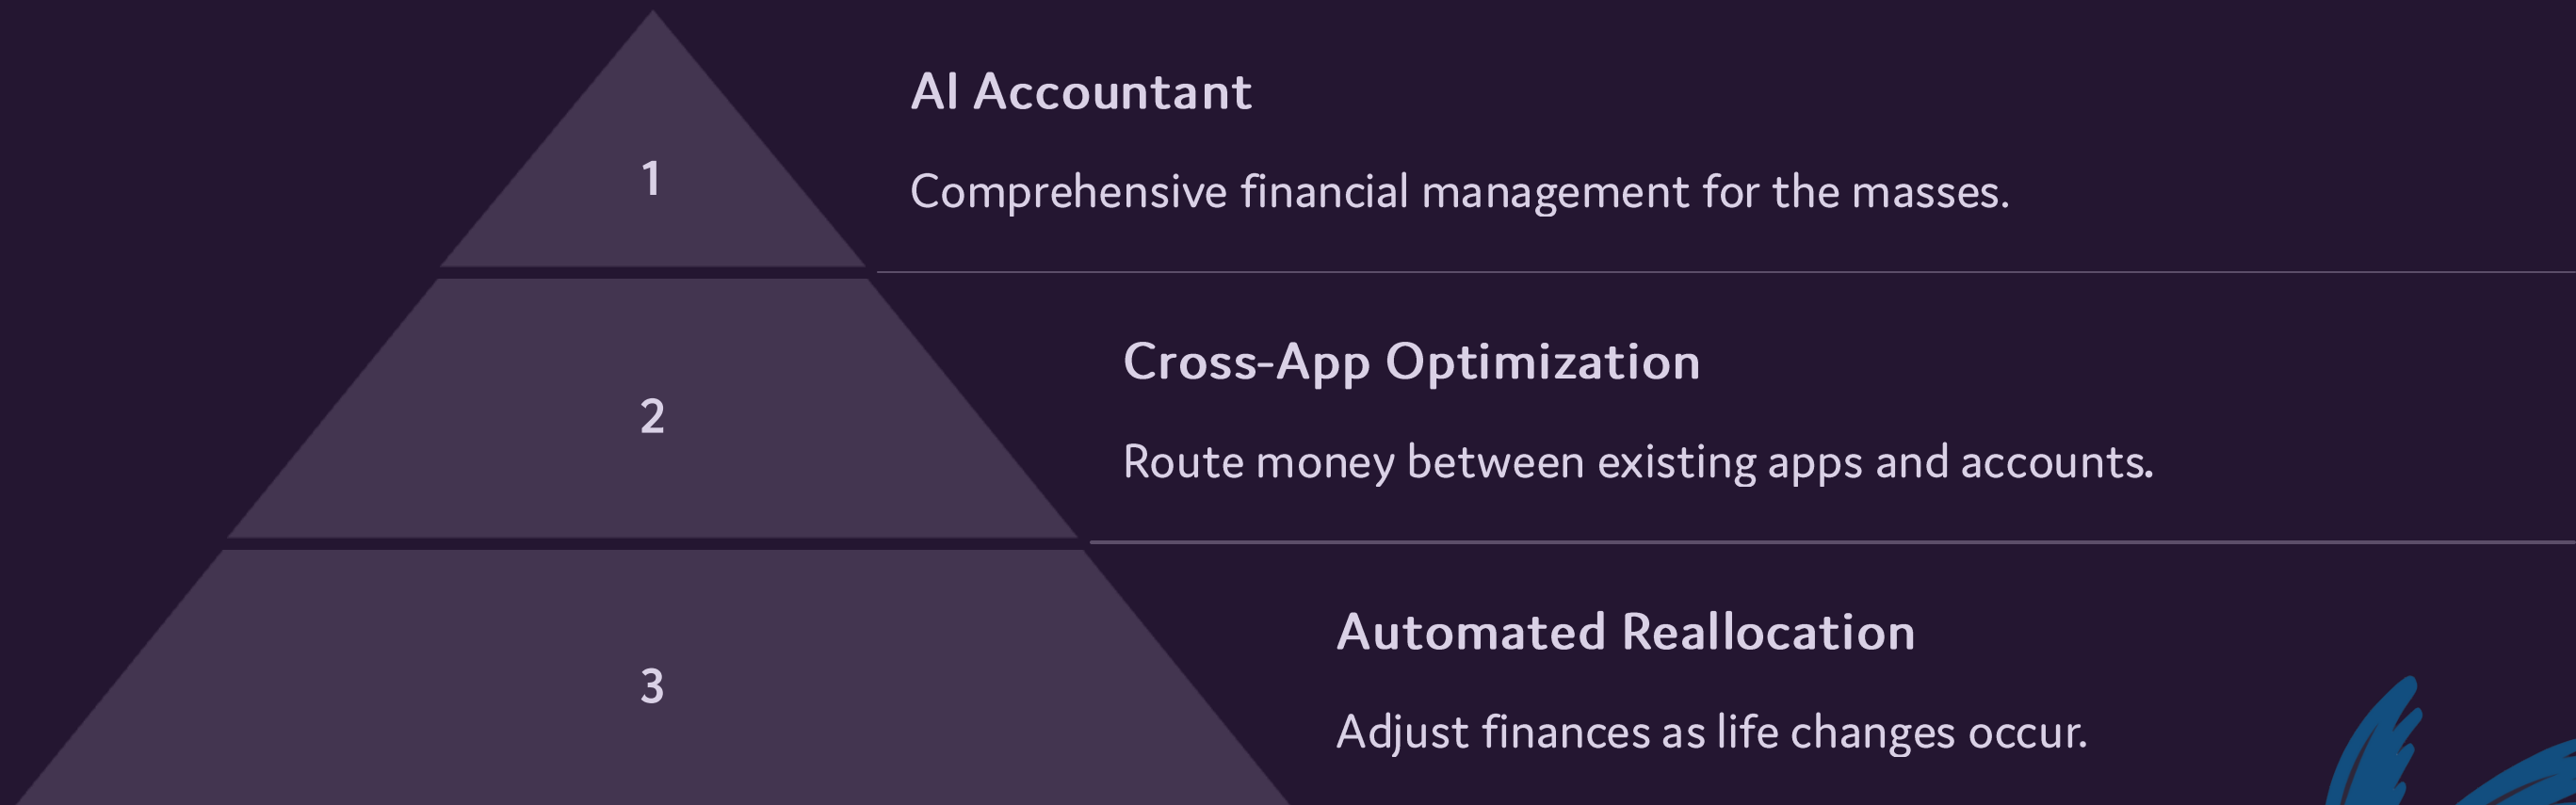 AI Accountant
1
Comprehensive financial management for the masses.
Cross-App Optimization
2
Route money between existing apps and accounts.
Automated Reallocation
3
Adjust finances as life changes occur.